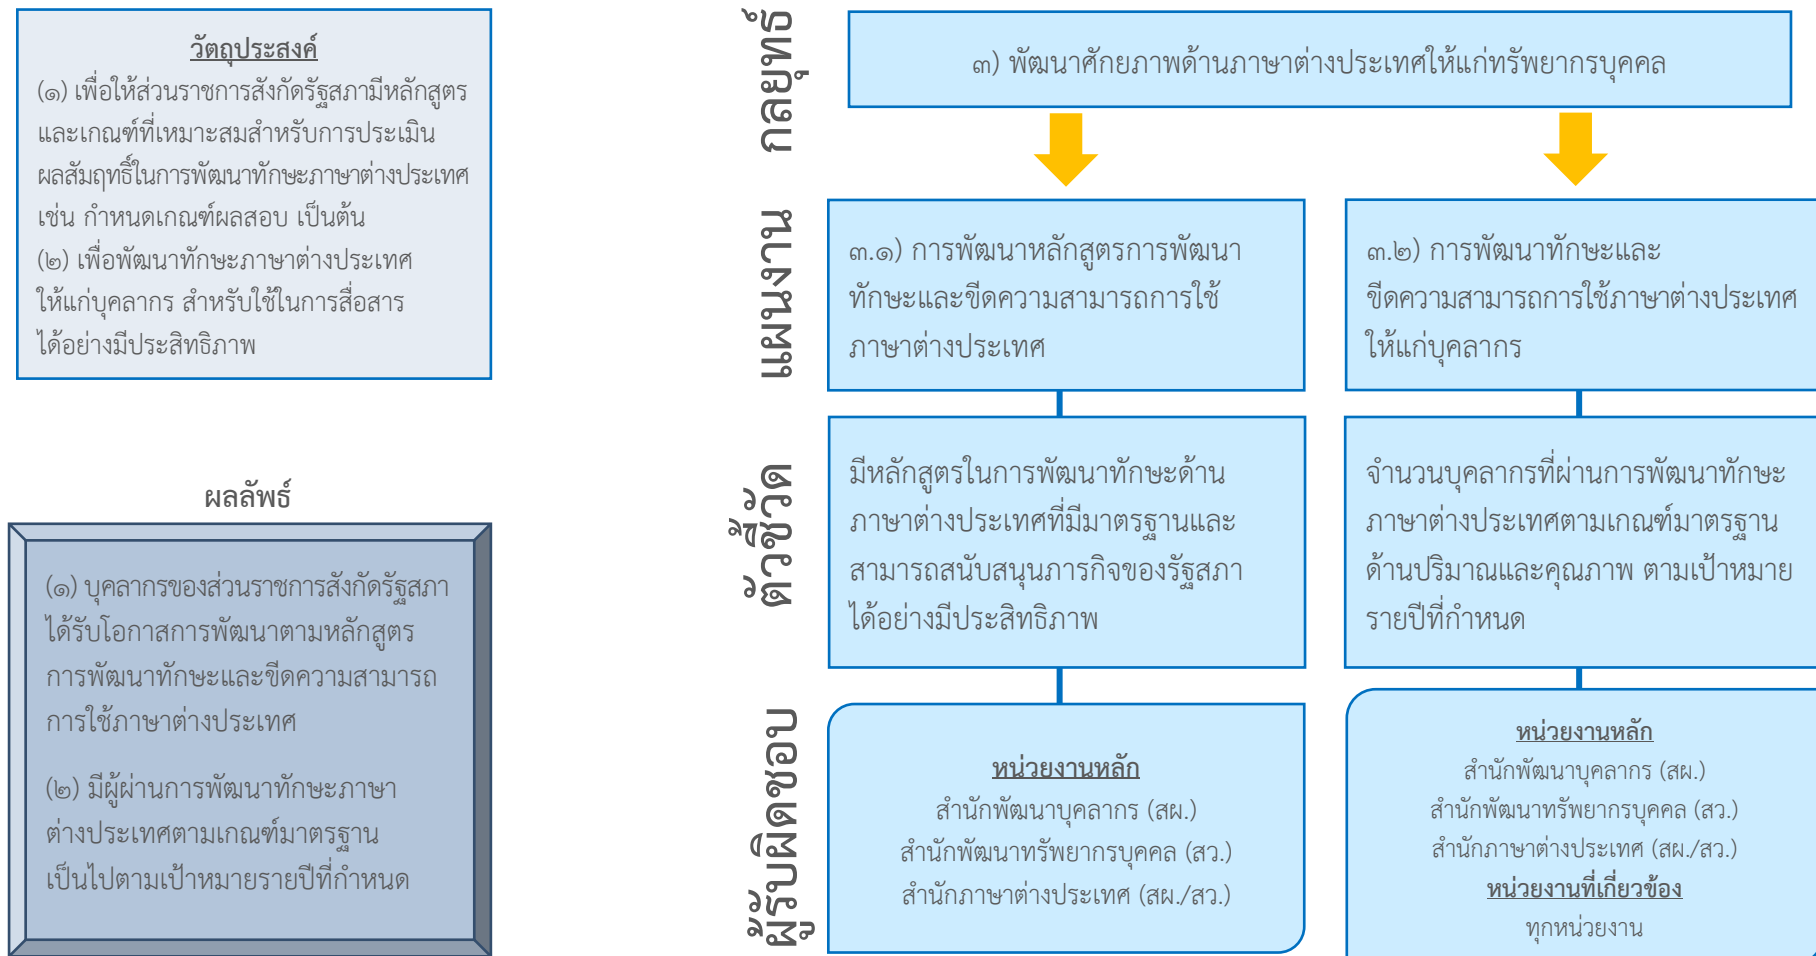 วัตถุประสงค์
(๑) เพื่อให้ส่วนราชการสังกัดรัฐสภามีหลักสูตร
และเกณฑ์ที่เหมาะสมสำหรับการประเมิน
ผลสัมฤทธิ์ในการพัฒนาทักษะภาษาต่างประเทศ
เช่น กำหนดเกณฑ์ผลสอบ เป็นต้น
(๒) เพื่อพัฒนาทักษะภาษาต่างประเทศ
ให้แก่บุคลากร สำหรับใช้ในการสื่อสาร
ได้อย่างมีประสิทธิภาพ
ผลลัพธ์
(๑) บุคลากรของส่วนราชการสังกัดรัฐสภา
ได้รับโอกาสการพัฒนาตามหลักสูตร
การพัฒนาทักษะและขีดความสามารถ
การใช้ภาษาต่างประเทศ
(๒) มีผู้ผ่านการพัฒนาทักษะภาษา
ต่างประเทศตามเกณฑ์มาตรฐาน
เป็นไปตามเป้าหมายรายปีที่กำหนด
กลยุทธ์
๓) พัฒนาศักยภาพด้านภาษาต่างประเทศให้แก่ทรัพยากรบุคคล
แผนงาน
๓.๑) การพัฒนาหลักสูตรการพัฒนา
ทักษะและขีดความสามารถการใช้
ภาษาต่างประเทศ
๓.๒) การพัฒนาทักษะและ
ขีดความสามารถการใช้ภาษาต่างประเทศ
ให้แก่บุคลากร
ตัวชี้วัด
มีหลักสูตรในการพัฒนาทักษะด้าน
ภาษาต่างประเทศที่มีมาตรฐานและ
สามารถสนับสนุนภารกิจของรัฐสภา
ได้อย่างมีประสิทธิภาพ
จำนวนบุคลากรที่ผ่านการพัฒนาทักษะ
ภาษาต่างประเทศตามเกณฑ์มาตรฐาน
ด้านปริมาณและคุณภาพ ตามเป้าหมาย
รายปีที่กำหนด
ผู้รับผิดชอบ
หน่วยงานหลัก
สำนักพัฒนาบุคลากร (สผ.)
สำนักพัฒนาทรัพยากรบุคคล (สว.)
สำนักภาษาต่างประเทศ (สผ./สว.)
หน่วยงานหลัก
สำนักพัฒนาบุคลากร (สผ.)
สำนักพัฒนาทรัพยากรบุคคล (สว.)
สำนักภาษาต่างประเทศ (สผ./สว.)
หน่วยงานที่เกี่ยวข้อง
ทุกหน่วยงาน